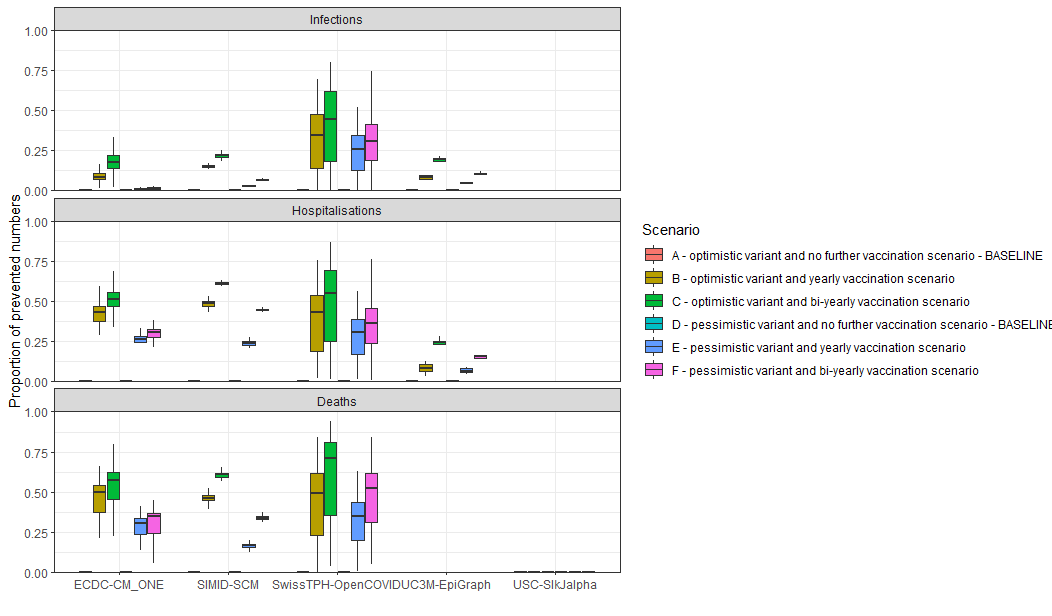 Infections
1.00
0.75
0.50
0.25
0.00
Hospitalisations
1.00
0.75
0.50
0.25
0.00
Deaths
1.00
0.75
0.50
0.25
0.00
Proportion of prevented numbers
ECDC-CM_ONE
SIMID-SCM
SwissTPH-OpenCOVID
UC3M-EpiGraph
USC-SIkJalpha
Scenario
A - optimistic variant and no further vaccination scenario - BASELINE
B - optimistic variant and yearly vaccination scenario
C - optimistic variant and bi-yearly vaccination scenario
D - pessimistic variant and no further vaccination scenario - BASELINE
E - pessimistic variant and yearly vaccination scenario
F - pessimistic variant and bi-yearly vaccination scenario